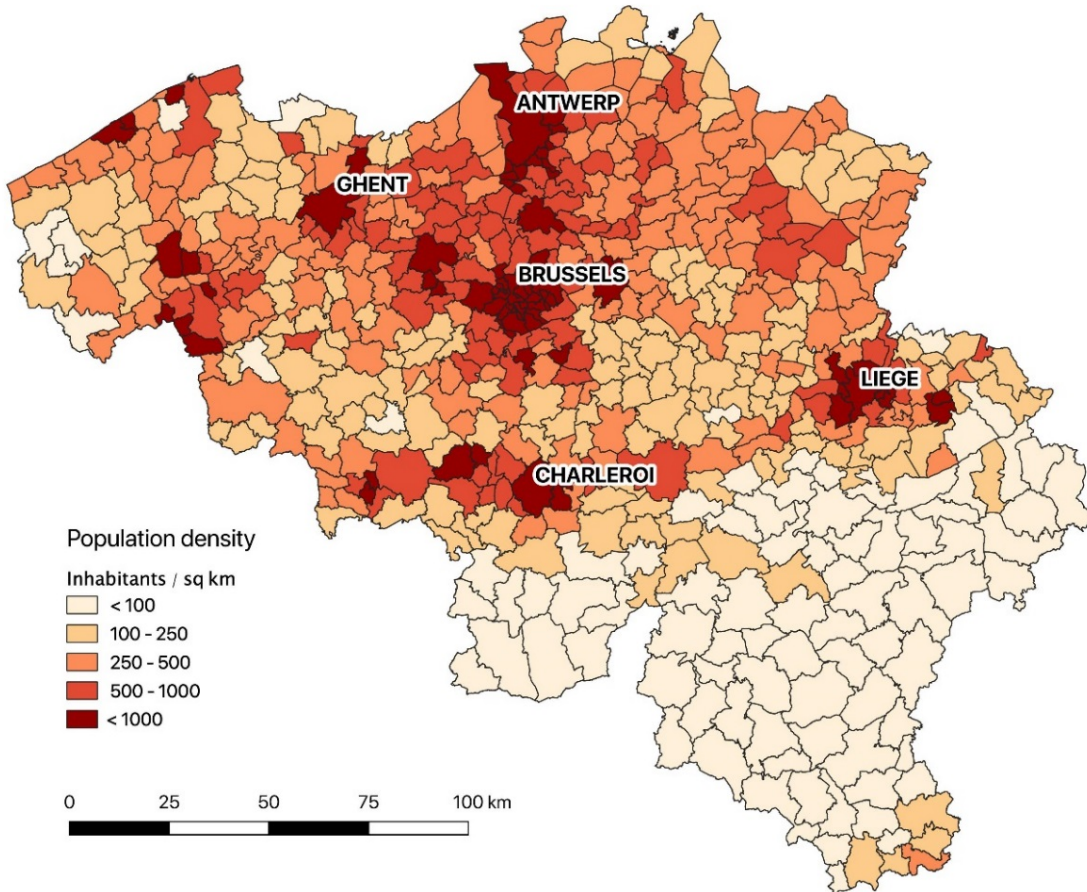 ANTWERP
GHENT
BRUSSELS
LIEGE
CHARLEROI
Population density
Inhabitants / sq km
< 100
100 - 250
250 - 500
500 - 1000
< 1000
0 25 50 75 100 km